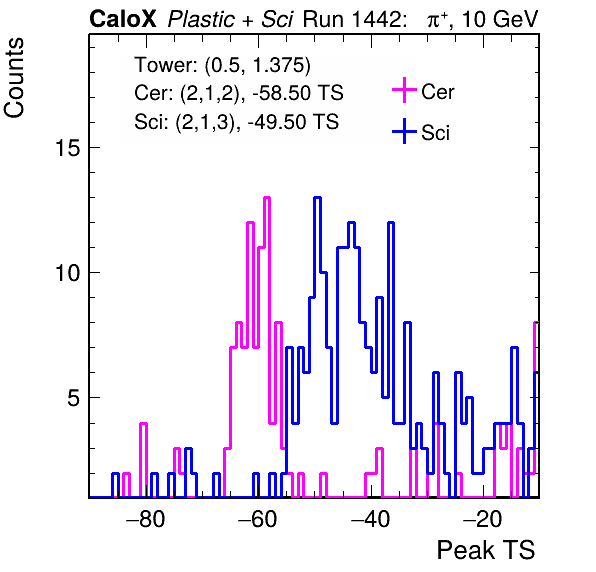 CaloX Plastic + Sci Run 1442: π⁺, 10 GeV
Counts
Tower: (0.5, 1.375)
Cer: (2,1,2), -58.50 TS
Sci: (2,1,3), -49.50 TS
Cer
Sci
15
10
5
−80 −60 −40 −20
Peak TS